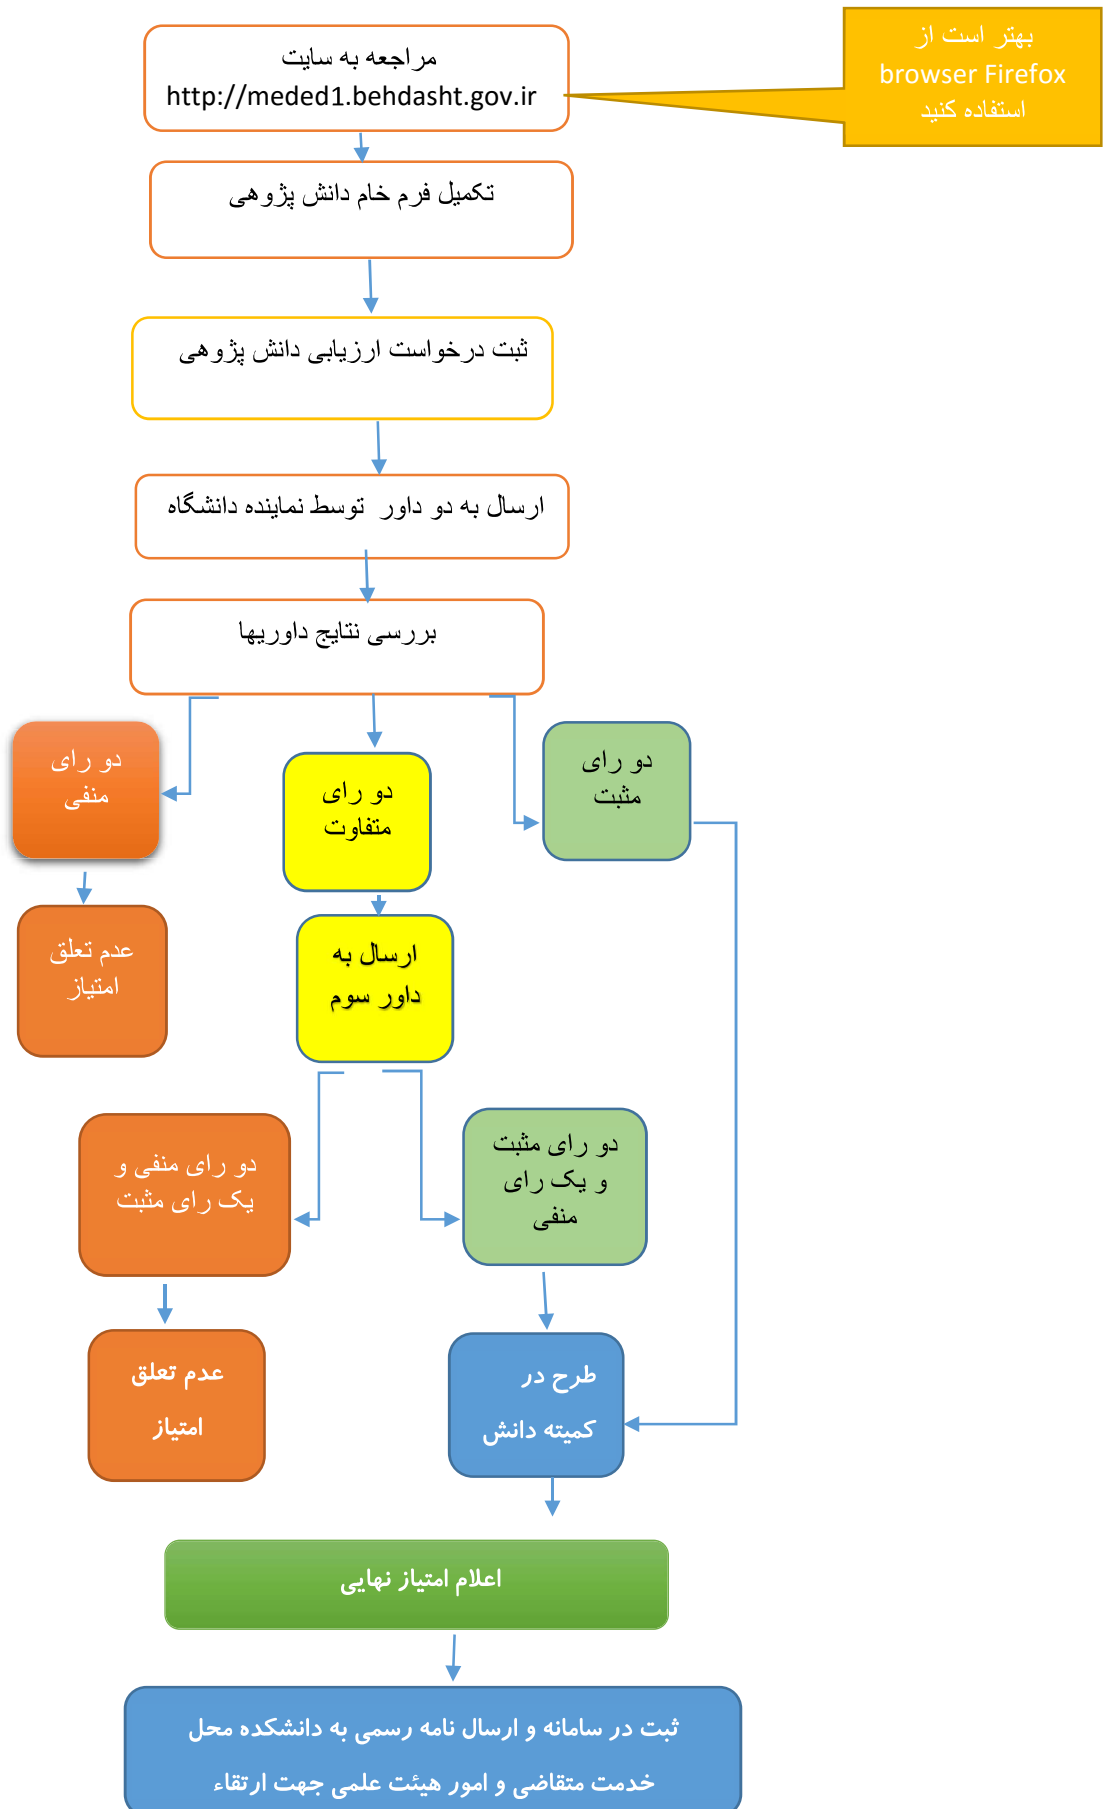 مراجعه به سایت
http://meded1.behdasht.gov.ir
بهتر است از
browser Firefox
استفاده کنید
تکمیل فرم خام دانش پژوهی
ثبت درخواست ارزیابی دانش پژوهی
ارسال به دو داور توسط نماینده دانشگاه
بررسی نتایج داوریها
دو رای
مثبت
دو رای
متفاوت
دو رای
منفی
ارسال به
داور سوم
عدم تعلق
امتیاز
دو رای مثبت
و یک رای
منفی
دو رای منفی و
یک رای مثبت
طرح در
کمیته دانش
عدم تعلق
امتیاز
اعلام امتیاز نهایی
ثبت در سامانه و ارسال نامه رسمی به دانشکده محل
خدمت متقاضی و امور هیئت علمی جهت ارتقاء